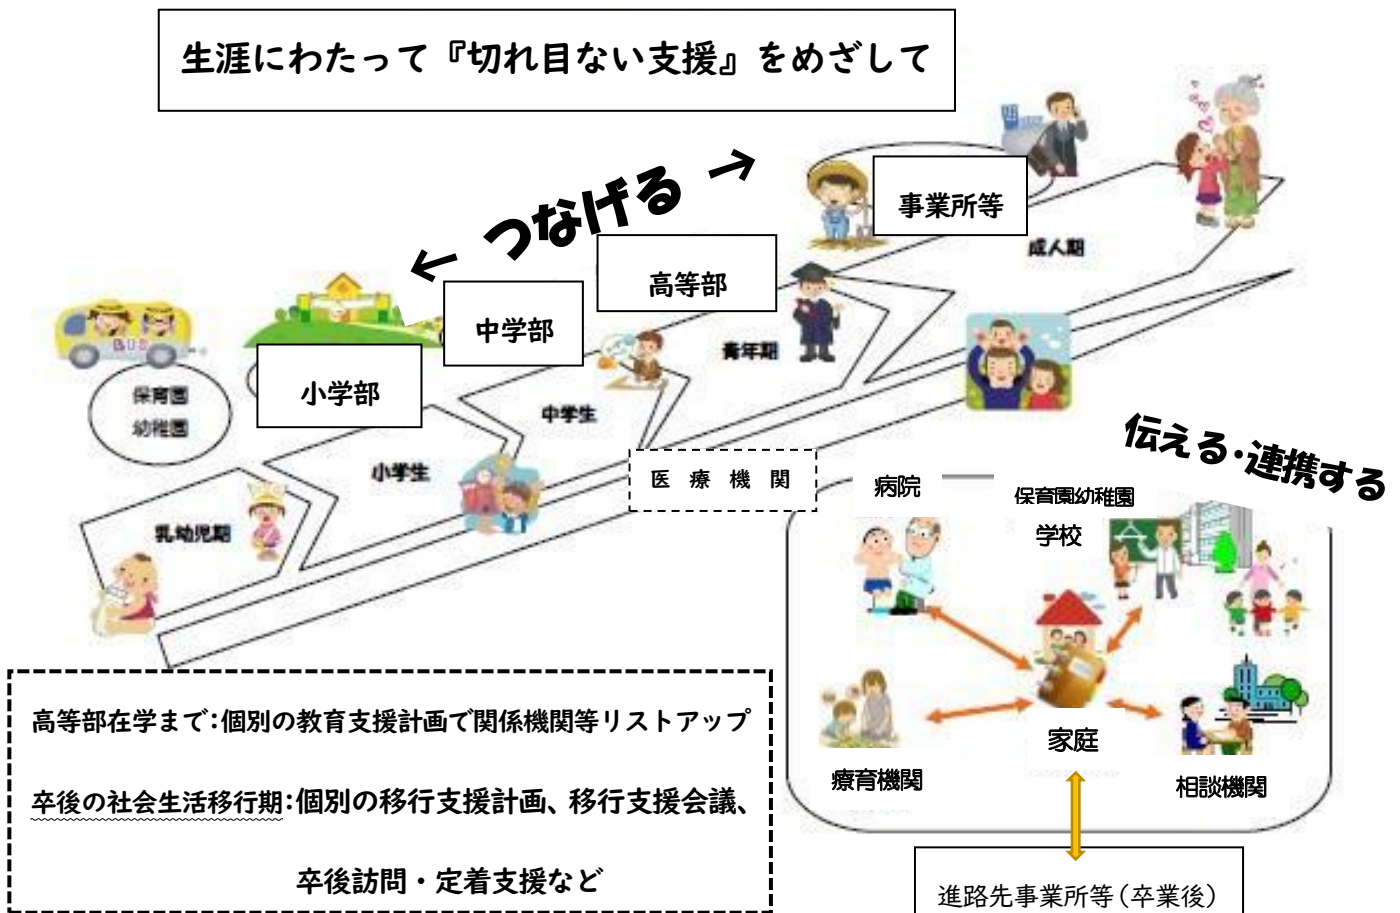 生涯にわたって『切れ目ない支援』をめざして
← つなげる →
事業所等
成人期
高等部
中学部
青年期
BUS
小学部
保育園
幼稚園
中学生
小学生
乳幼児期
医療機関
伝える・連携する
病院
保育園幼稚園
学校
家庭
療育機関
相談機関
高等部在学まで：個別の教育支援計画で関係機関等リストアップ
卒後の社会生活移行期：個別の移行支援計画、移行支援会議、
卒後訪問・定着支援など
進路先事業所等（卒業後）